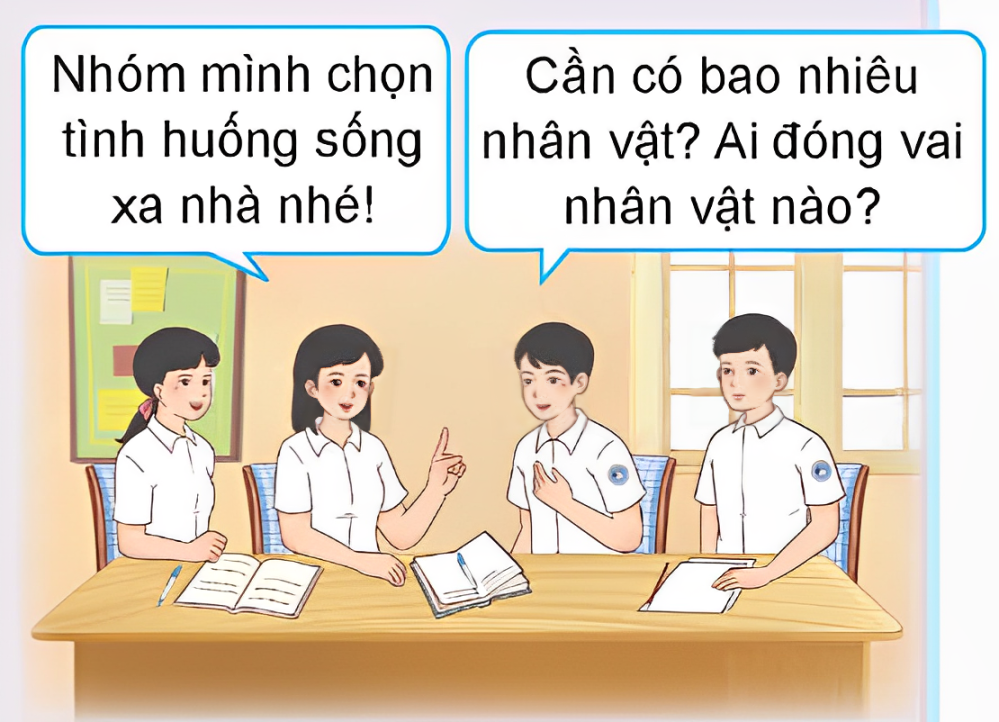 Nhóm mình chọn
tình huống sống
xa nhà nhé!
Cần có bao nhiêu
nhân vật? Ai đóng vai
nhân vật nào?